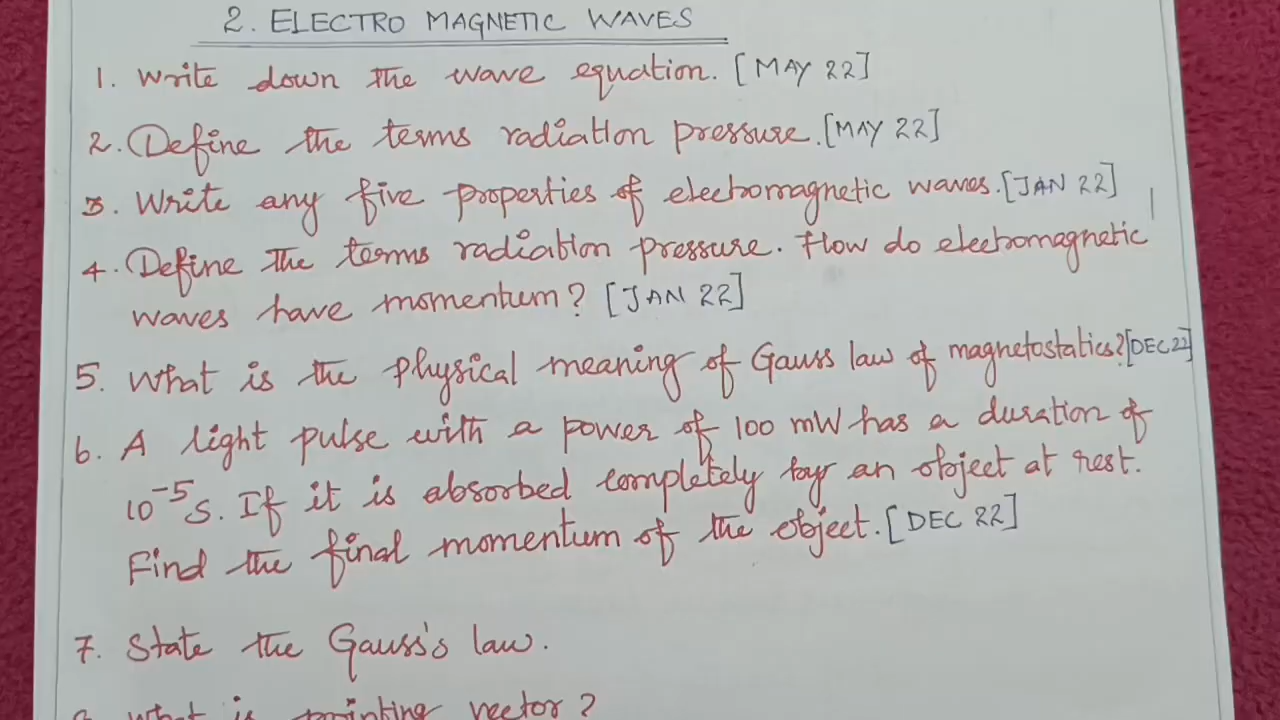 2. ELECTRO MAGNETIC WAVES
1. Write down the wave equation. [MAY 22]
2. Define the terms radiation pressure. [MAY 22]
3. Write any five properties of electromagnetic waves. [JAN 22]
4. Define the terms radiation pressure. How do electromagnetic
waves have momentum? [JAN 22]
5. What is the physical meaning of Gauss law of magnetostatics? [DEC 22]
6. A light pulse with a power of 100 mW has a duration of
10⁻⁵ S. If it is absorbed completely by an object at rest.
Find the final momentum of the object. [DEC 22]
7. State the Gauss's law.
What is pointing vector?